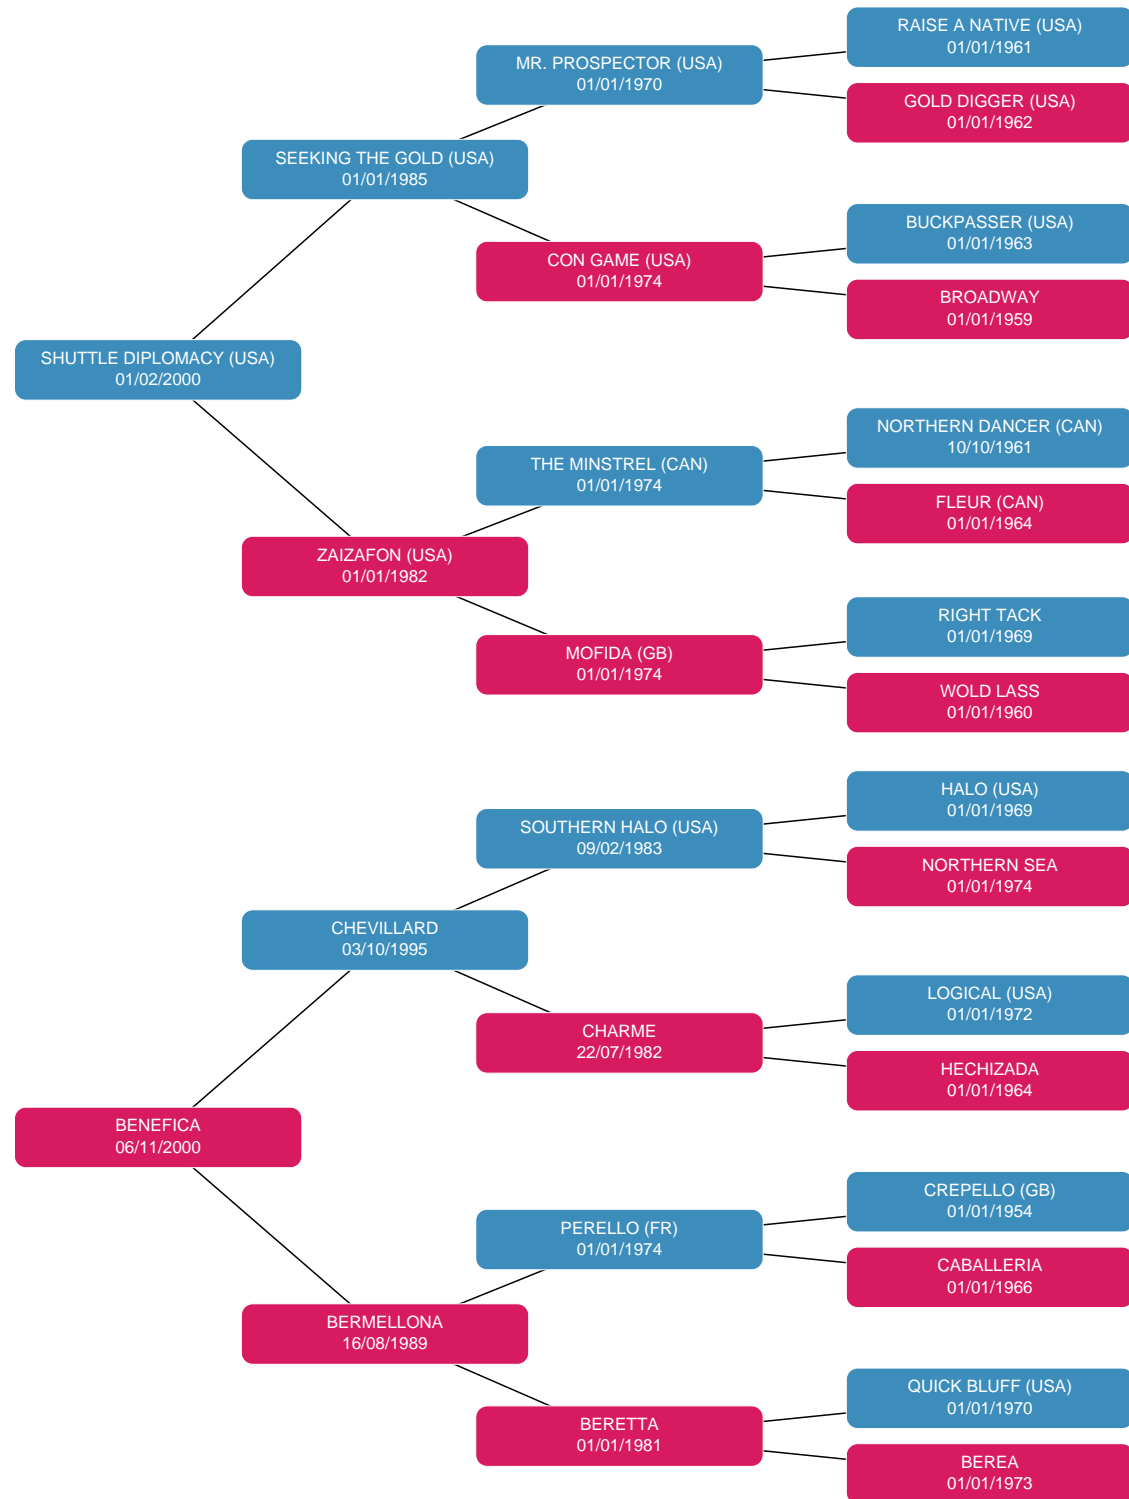 RAISE A NATIVE (USA)
01/01/1961
MR. PROSPECTOR (USA)
01/01/1970
GOLD DIGGER (USA)
01/01/1962
SEEKING THE GOLD (USA)
01/01/1985
BUCKPASSER (USA)
01/01/1963
CON GAME (USA)
01/01/1974
BROADWAY
01/01/1959
SHUTTLE DIPLOMACY (USA)
01/02/2000
NORTHERN DANCER (CAN)
10/10/1961
THE MINSTREL (CAN)
01/01/1974
FLEUR (CAN)
01/01/1964
ZAIZAFON (USA)
01/01/1982
RIGHT TACK
01/01/1969
MOFIDA (GB)
01/01/1974
WOLD LASS
01/01/1960
HALO (USA)
01/01/1969
SOUTHERN HALO (USA)
09/02/1983
NORTHERN SEA
01/01/1974
CHEVILLARD
03/10/1995
LOGICAL (USA)
01/01/1972
CHARME
22/07/1982
HECHIZADA
01/01/1964
BENEFICA
06/11/2000
CREPELLO (GB)
01/01/1954
PERELLO (FR)
01/01/1974
CABALLERIA
01/01/1966
BERMELLONA
16/08/1989
QUICK BLUFF (USA)
01/01/1970
BERETTA
01/01/1981
BEREA
01/01/1973